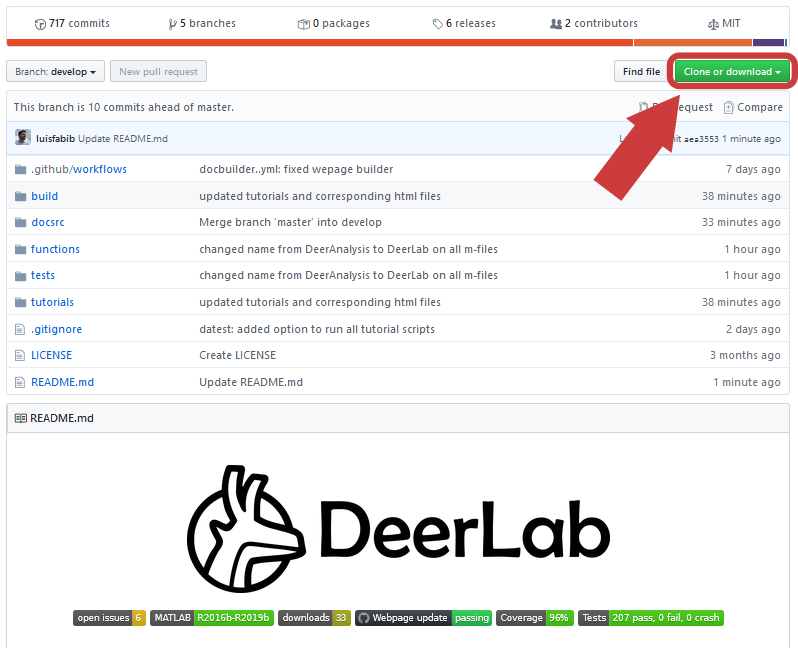 717 commits 5 branches 0 packages 6 releases 2 contributors MIT
Branch: develop New pull request Find file Clone or download
This branch is 10 commits ahead of master. request Compare
luisfabib Update README.md aea3553 1 minute ago
.github/workflows docbuilder..yml: fixed wepage builder 7 days ago
build updated tutorials and corresponding html files 38 minutes ago
docsrc Merge branch 'master' into develop 33 minutes ago
functions changed name from DeerAnalysis to DeerLab on all m-files 1 hour ago
tests changed name from DeerAnalysis to DeerLab on all m-files 1 hour ago
tutorials updated tutorials and corresponding html files 38 minutes ago
.gitignore datest: added option to run all tutorial scripts 2 days ago
LICENSE Create LICENSE 3 months ago
README.md Update README.md 1 minute ago
README.md
DeerLab
open issues 6 MATLAB R2016b-R2019b downloads 33 Webpage update passing Coverage 96% Tests 207 pass, 0 fail, 0 crash